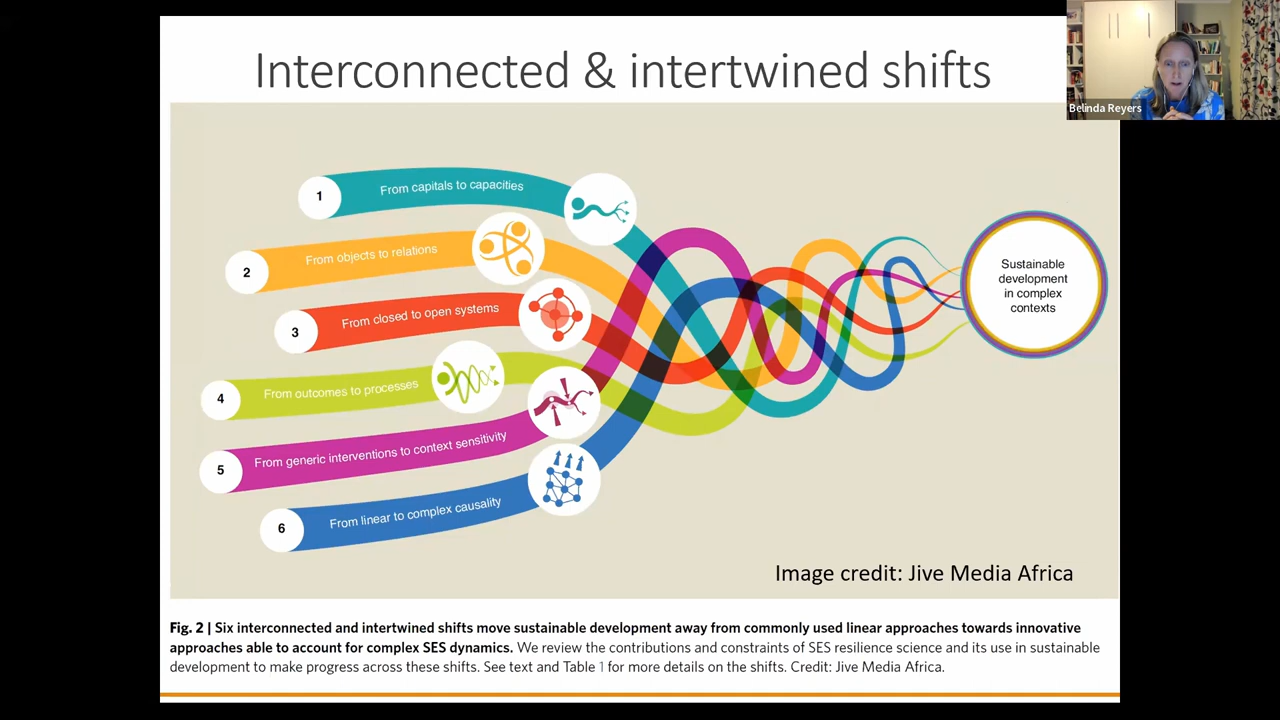 Interconnected & intertwined shifts
Belinda Reyers
1
From capitals to capacities
2
From objects to relations
3
From closed to open systems
4
From outcomes to processes
5
From generic interventions to context sensitivity
6
From linear to complex causality
Sustainable
development
in complex
contexts
Image credit: Jive Media Africa
Fig. 2 | Six interconnected and intertwined shifts move sustainable development away from commonly used linear approaches towards innovative
approaches able to account for complex SES dynamics. We review the contributions and constraints of SES resilience science and its use in sustainable
development to make progress across these shifts. See text and Table 1 for more details on the shifts. Credit: Jive Media Africa.